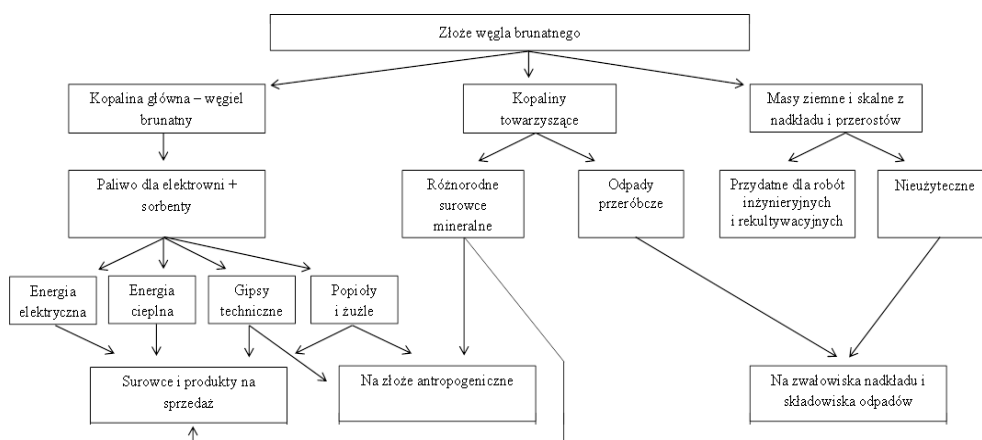 Złoże węgla brunatnego
Kopalina główna – węgiel
brunatny
Kopaliny
towarzyszące
Masy ziemne i skalne z
nadkładu i przerostów
Paliwo dla elektrowni +
sorbenty
Różnorodne
surowce
mineralne
Odpady
przeróbcze
Przydatne dla robót
inżynieryjnych
i rekultywacyjnych
Nieużyteczne
Energia
elektryczna
Energia
cieplna
Gipsy
techniczne
Popioły
i żużle
Surowce i produkty na
sprzedaż
Na złoże antropogeniczne
Na zwałowiska nadkładu i
składowiska odpadów